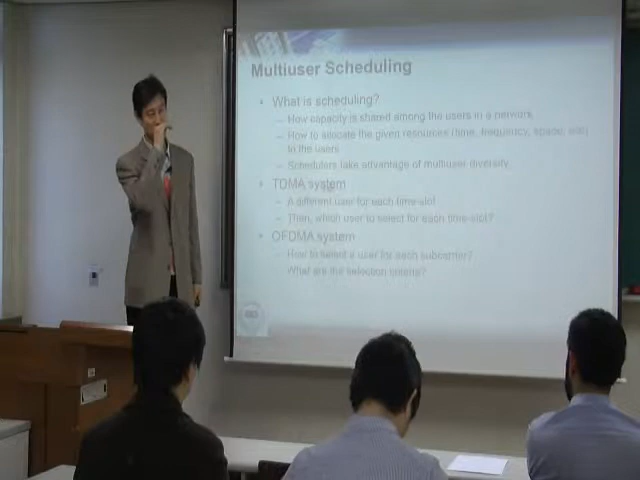 Multiuser Scheduling
• What is scheduling?
– How capacity is shared among the users in a network
– How to allocate the given resources (time, frequency, space, etc)
to the users
– Schedulers take advantage of multiuser diversity
• TDMA system
– A different user for each time-slot
– Then, which user to select for each time-slot?
• OFDMA system
– How to select a user for each subcarrier?
– What are the selection criteria?